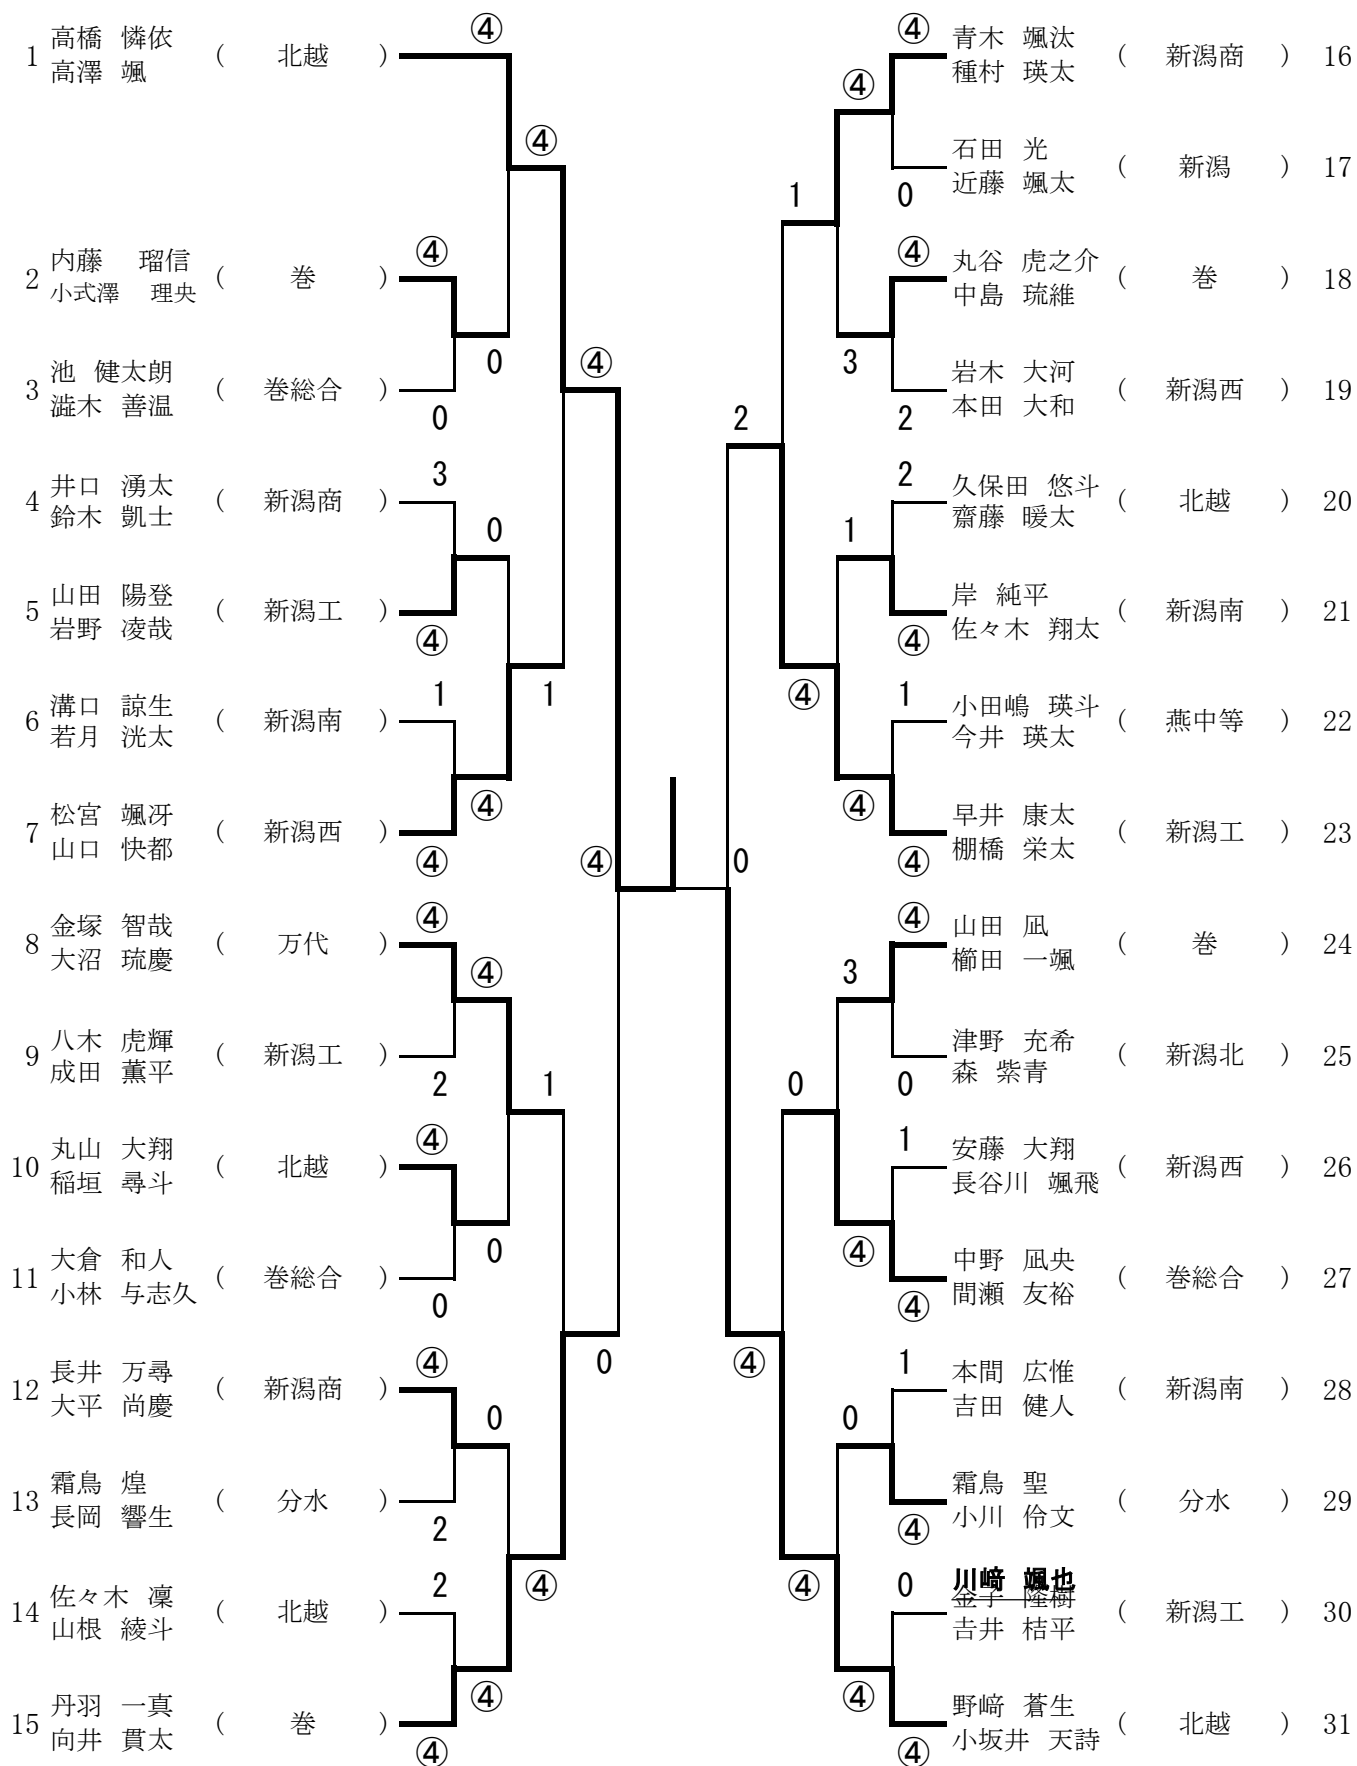 1 高橋 憐依 ( 北越 )
高澤 颯
2 内藤 瑠信 ( 巻 )
小式澤 理央
3 池 健太朗 ( 巻総合 )
澁木 善温
4 井口 湧太 ( 新潟商 )
鈴木 凱士
5 山田 陽登 ( 新潟工 )
岩野 凌哉
6 溝口 諒生 ( 新潟南 )
若月 洸太
7 松宮 颯冴 ( 新潟西 )
山口 快都
8 金塚 智哉 ( 万代 )
大沼 琉慶
9 八木 虎輝 ( 新潟工 )
成田 薫平
10 丸山 大翔 ( 北越 )
稲垣 尋斗
11 大倉 和人 ( 巻総合 )
小林 与志久
12 長井 万尋 ( 新潟商 )
大平 尚慶
13 霜鳥 煌 ( 分水 )
長岡 響生
14 佐々木 凜 ( 北越 )
山根 綾斗
15 丹羽 一真 ( 巻 )
向井 貫太
④
④
④
0
0
④
3
0
④
1
1
④
④
④
④
④
2
1
④
0
0
0
④
0
2
2
④
④
④
④
④
1
④
0
④
3
2
2
2
1
④
④
1
④
④
0
④
3
0
0
1
④
④
④
1
0
④
④
0
④
④
青木 颯汰 ( 新潟商 ) 16
種村 瑛太
石田 光 ( 新潟 ) 17
近藤 颯太
丸谷 虎之介 ( 巻 ) 18
中島 琉維
岩木 大河 ( 新潟西 ) 19
本田 大和
久保田 悠斗 ( 北越 ) 20
齋藤 暖太
岸 純平 ( 新潟南 ) 21
佐々木 翔太
小田嶋 瑛斗 ( 燕中等 ) 22
今井 瑛太
早井 康太 ( 新潟工 ) 23
棚橋 栄太
山田 凪 ( 巻 ) 24
櫛田 一颯
津野 充希 ( 新潟北 ) 25
森 紫青
安藤 大翔 ( 新潟西 ) 26
長谷川 颯飛
中野 凪央 ( 巻総合 ) 27
間瀬 友裕
本間 広惟 ( 新潟南 ) 28
吉田 健人
霜鳥 聖 ( 分水 ) 29
小川 伶文
川﨑 颯也
金子 隆樹 ( 新潟工 ) 30
吉井 桔平
野﨑 蒼生 ( 北越 ) 31
小坂井 天詩